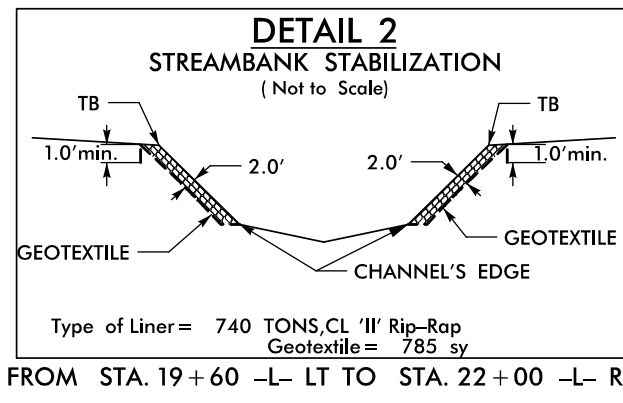 DETAIL 2
STREAMBANK STABILIZATION
( Not to Scale)
TB
TB
1.0'min.
2.0'
2.0'
1.0'min.
GEOTEXTILE
GEOTEXTILE
CHANNEL'S EDGE
Type of Liner = 740 TONS,CL 'II' Rip-Rap
Geotextile = 785 sy
FROM STA. 19+60 -L- LT TO STA. 22+00 -L- R